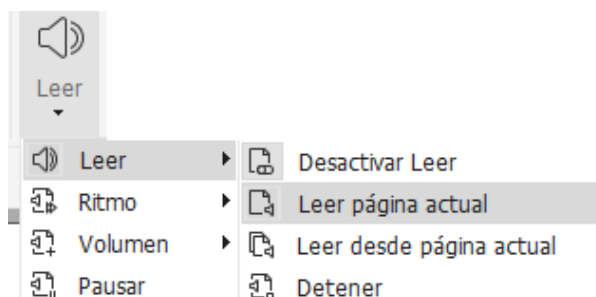 Leer
Leer
Desactivar Leer
Ritmo
Leer página actual
Volumen
Leer desde página actual
Pausar
Detener